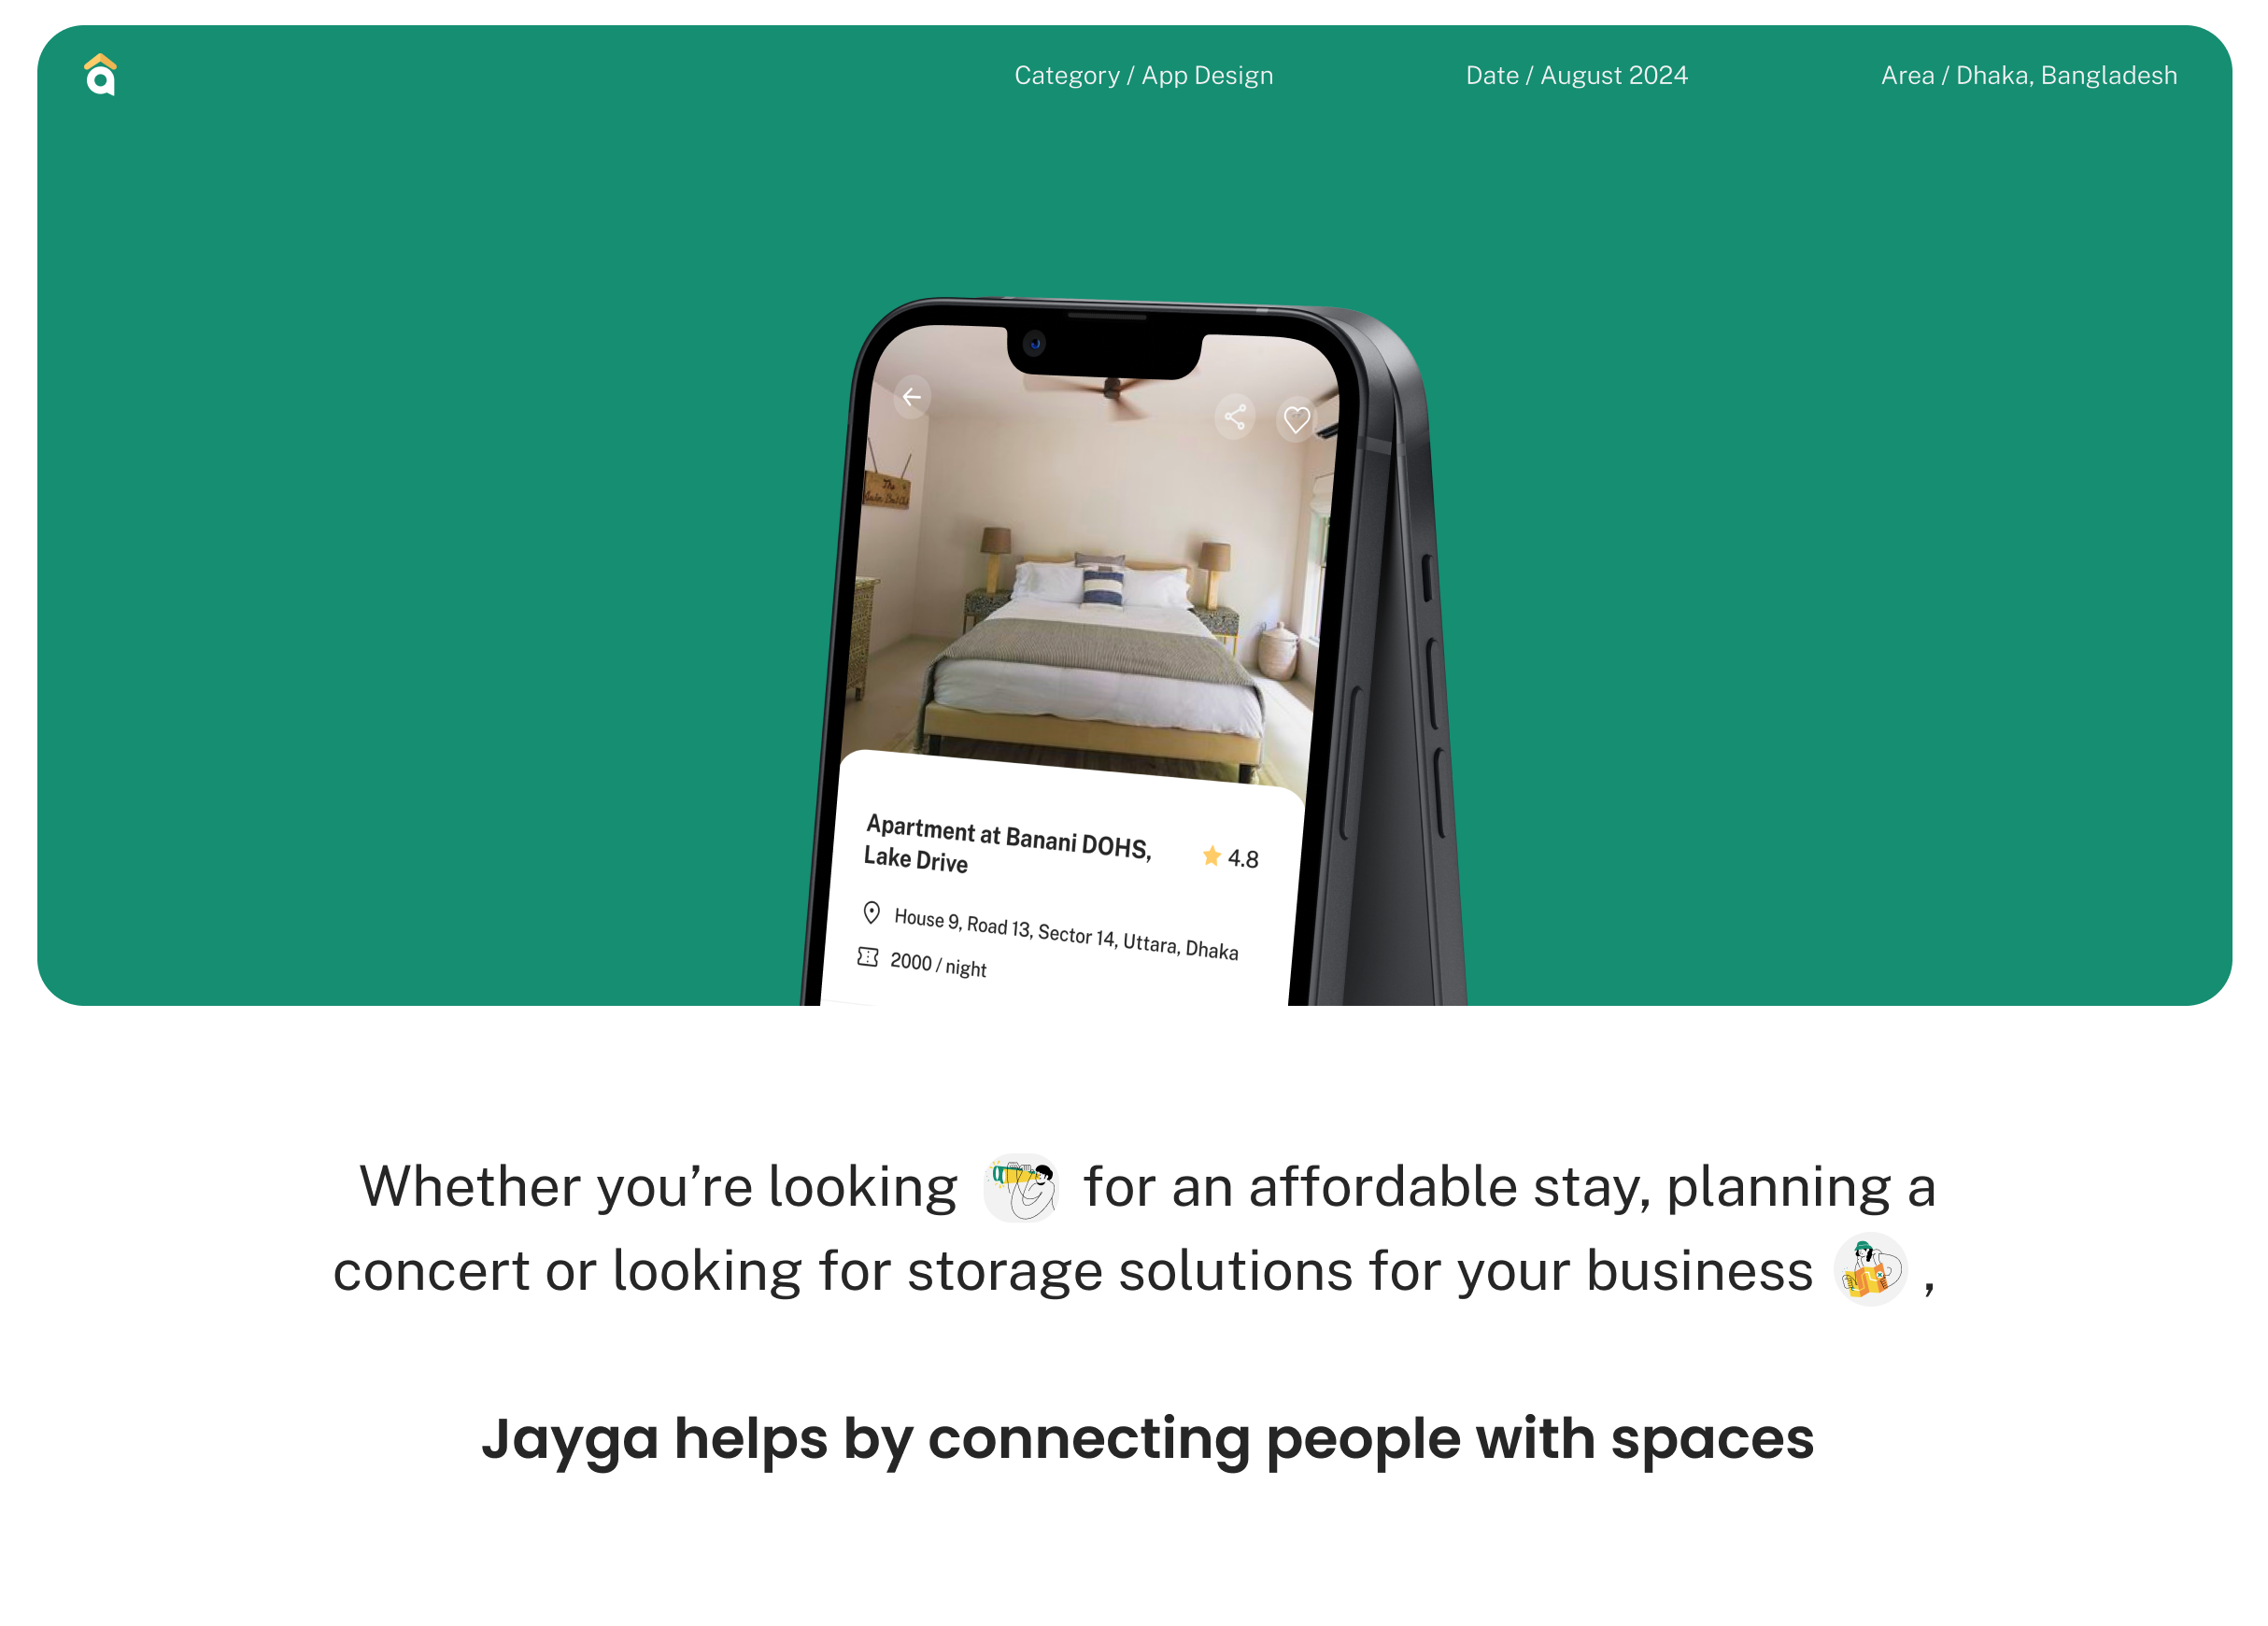 Category / App Design
Date / August 2024
Area / Dhaka, Bangladesh
The
Apartment at Banani DOHS,
Lake Drive
4.8
House 9, Road 13, Sector 14, Uttara, Dhaka
2000 / night
Whether you’re looking for an affordable stay, planning a
concert or looking for storage solutions for your business ,
Jayga helps by connecting people with spaces